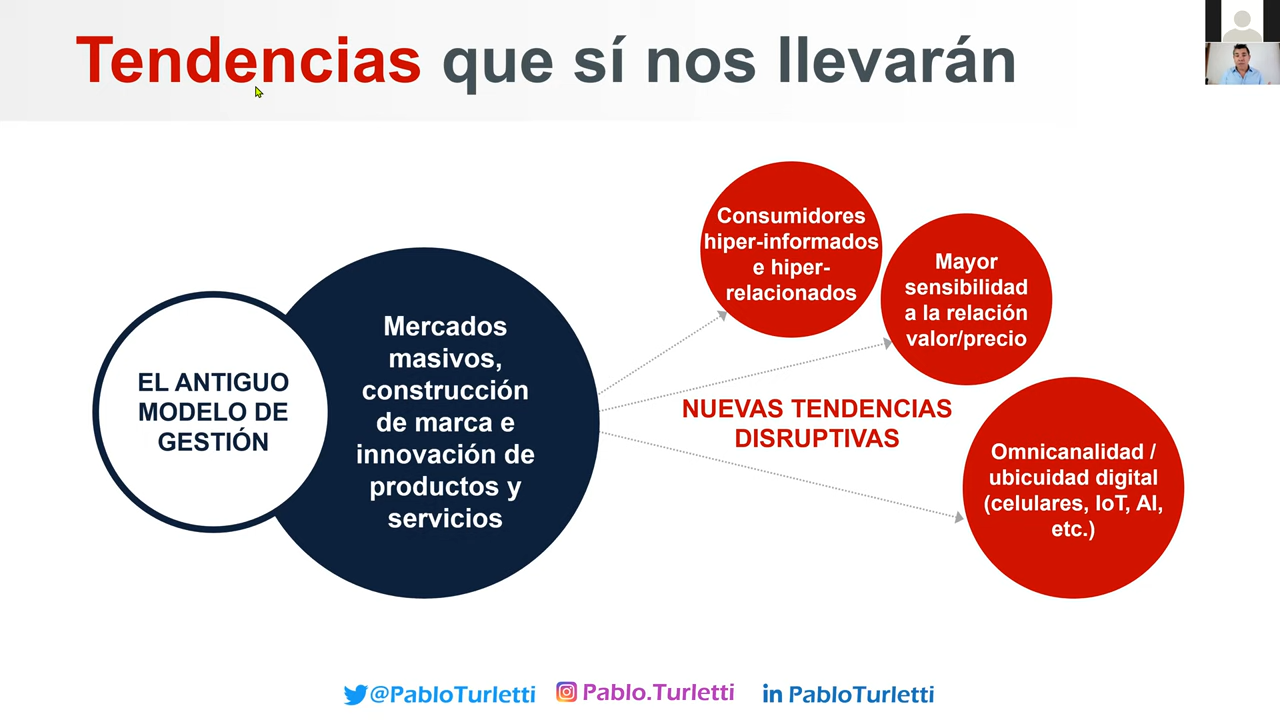 Tendencias que sí nos llevarán
EL ANTIGUO
MODELO DE
GESTIÓN
Mercados
masivos,
construcción
de marca e
innovación de
productos y
servicios
Consumidores
hiper-informados
e hiper-
relacionados
Mayor
sensibilidad
a la relación
valor/precio
NUEVAS TENDENCIAS
DISRUPTIVAS
Omnicanalidad /
ubicuidad digital
(celulares, IoT, AI,
etc.)
@PabloTurletti
Pablo.Turletti
in PabloTurletti